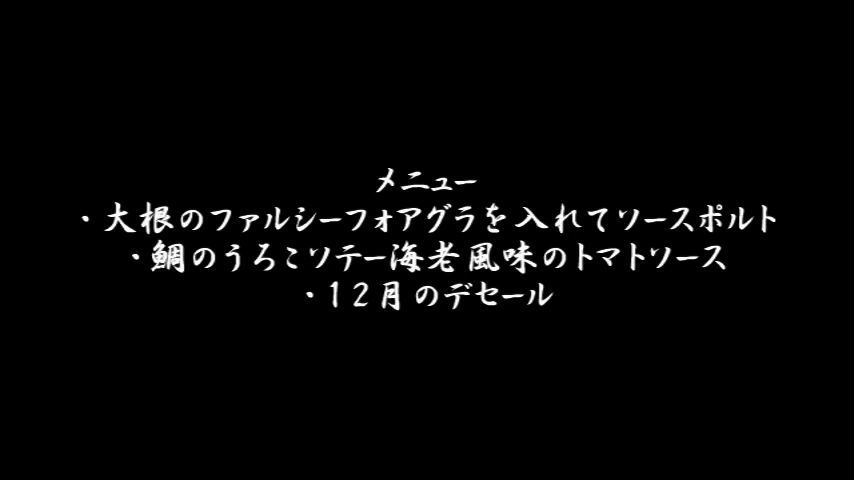 メニュー
・大根のファルシーフォアグラを入れてソースポルト
・鯛のうろこソテー海老風味のトマトソース
・12月のデセール